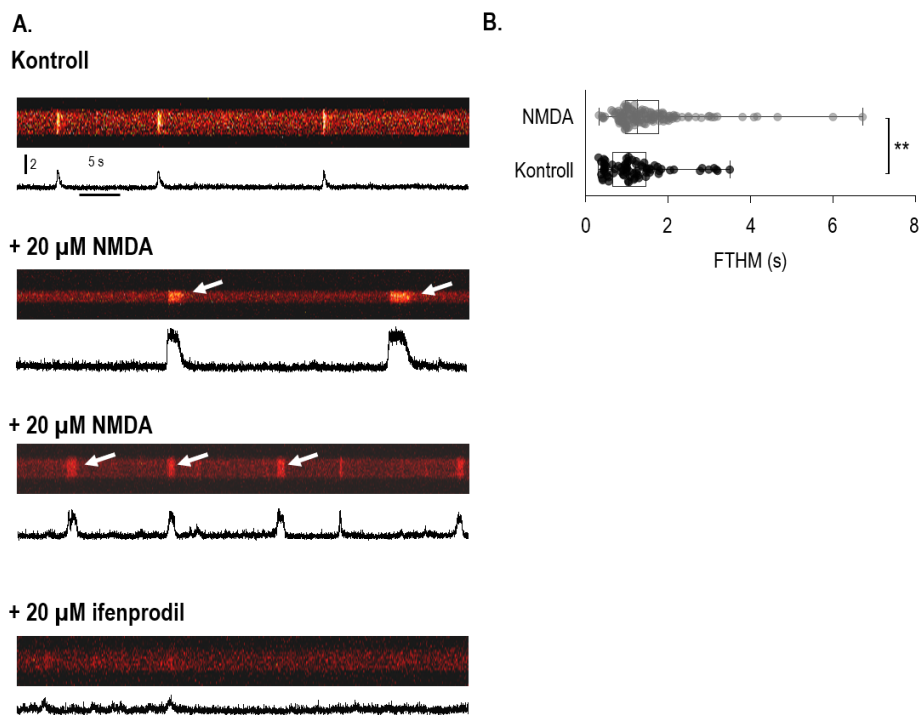 A.
Kontroll
2
5 s
+ 20 µM NMDA
+ 20 µM NMDA
+ 20 µM ifenprodil
B.
NMDA
Kontroll
**
0 2 4 6 8
FTHM (s)